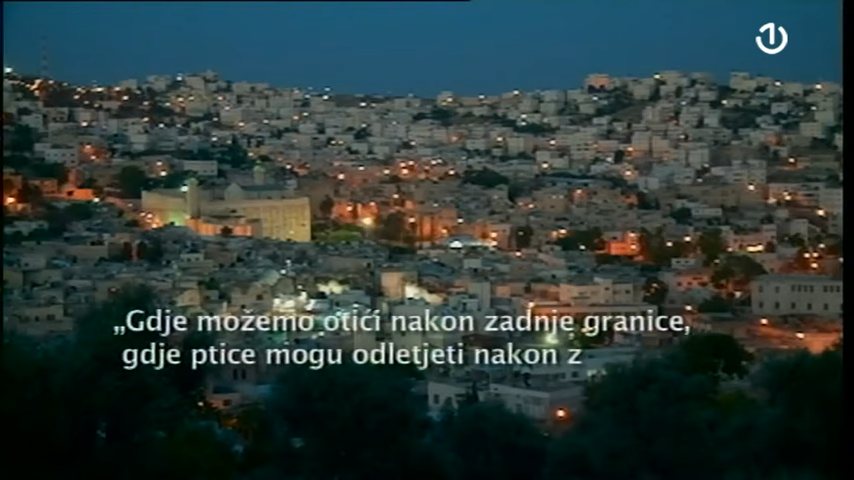 „Gdje možemo otići nakon zadnje granice,
gdje ptice mogu odletjeti nakon z